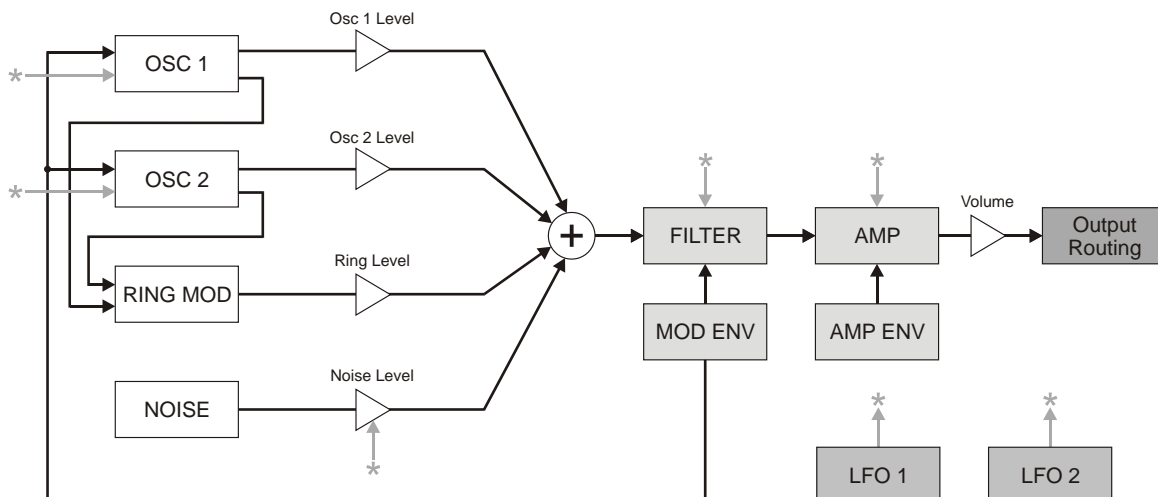 Osc 1 Level
OSC 1
*
Osc 2 Level
OSC 2
*
*
*
Volume
+
FILTER
AMP
Output
Routing
Ring Level
RING MOD
MOD ENV
AMP ENV
Noise Level
NOISE
*
*
*
LFO 1
LFO 2